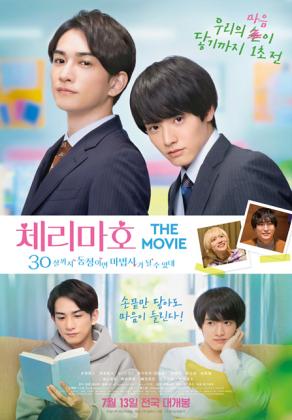 우리의 마음이
닿기까지 1초 전
체리마호
THE
MOVIE
30살까지 동정이면 마법사가 될 수 있대
손끝만 닿아도
마음이 들린다!
7월 13일 전국 대개봉